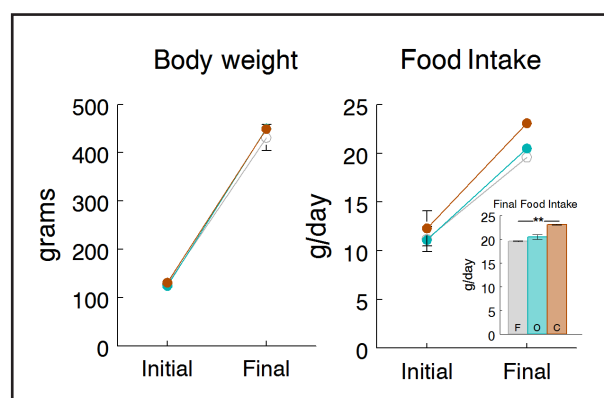 Body weight
Food Intake
500
400
300
200
100
0
grams
Initial
Final
25
20
15
10
5
0
g/day
Initial
Final
Final Food Intake
**
25
20
15
10
5
0
g/day
F
O
C